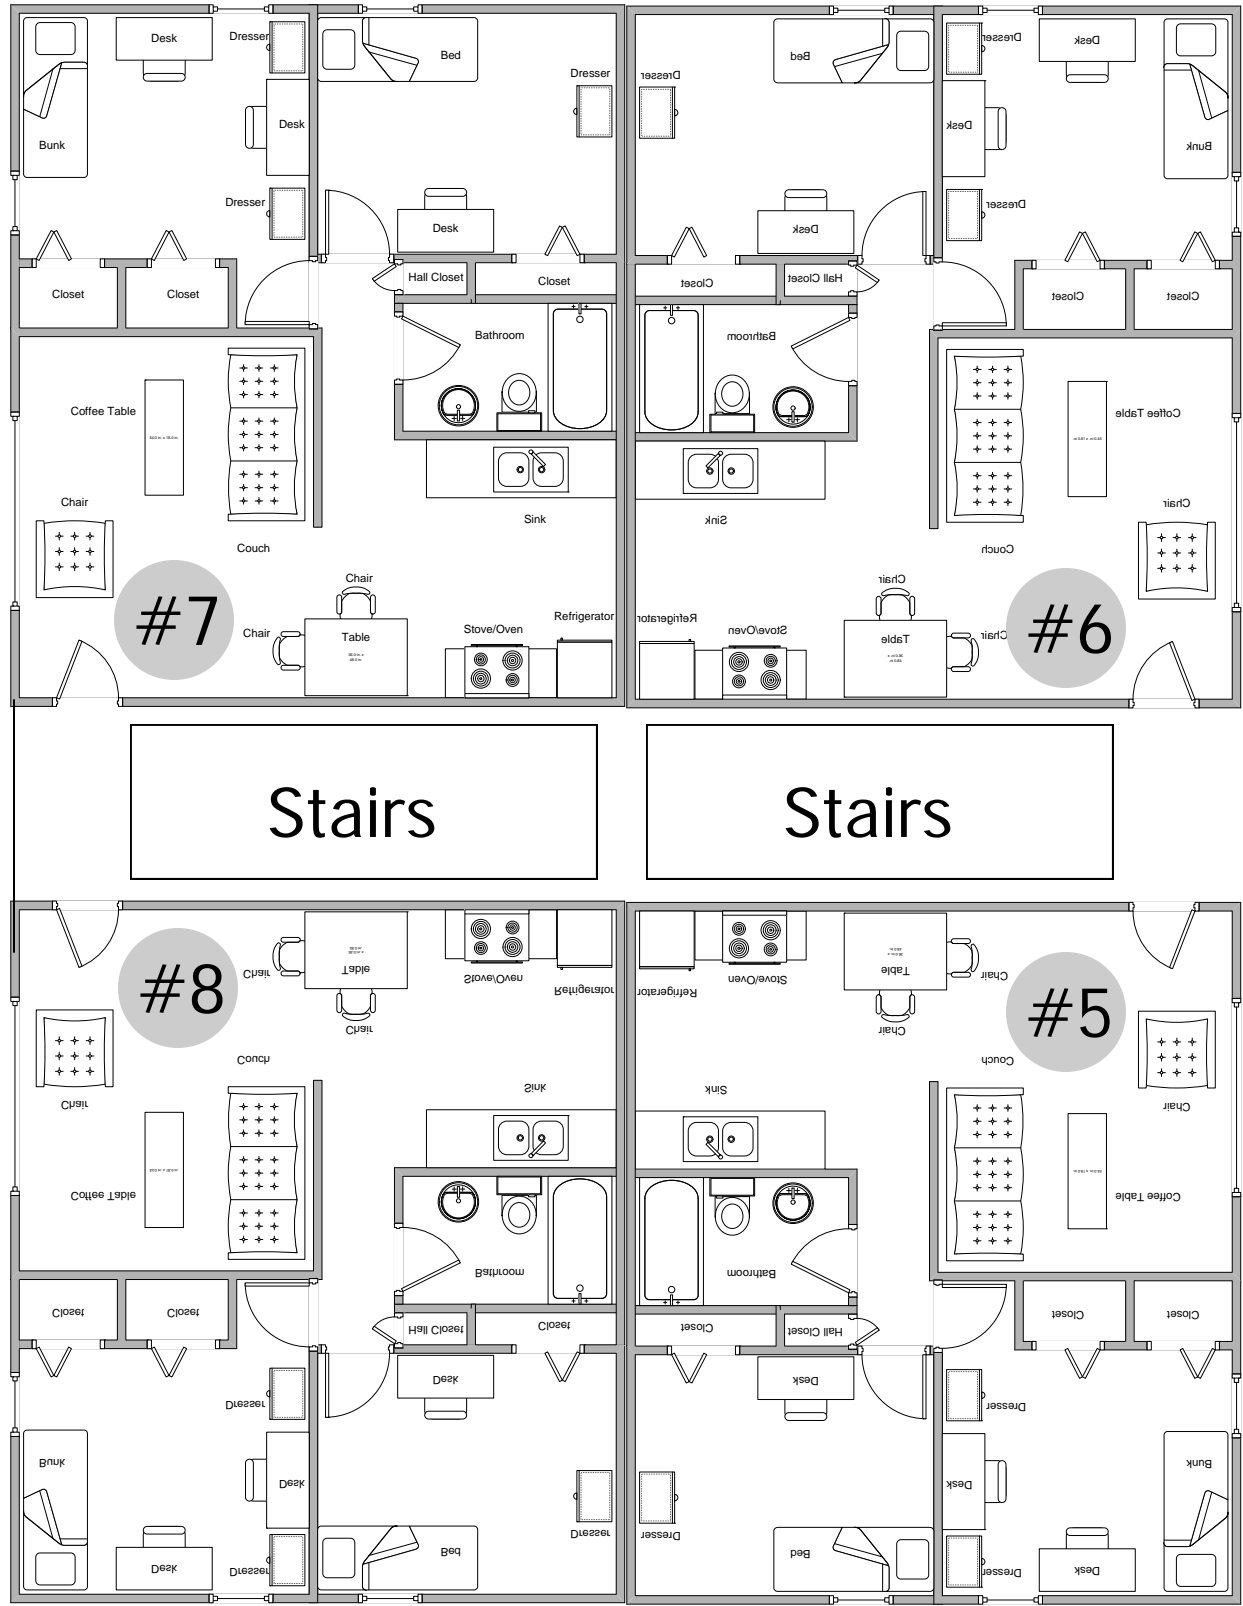 Desk
Dresser
Bed
Dresser
Desk
Bunk
Dresser
Desk
Closet
Closet
Hall Closet
Closet
Bathroom
Coffee Table
Chair
Couch
Sink
#7
Chair
Chair
Table
Stove/Oven
Refrigerator
Bed
Dresser
Dresser
Desk
Desk
Bunk
Dresser
Desk
Closet
Hall Closet
Closet
Closet
Bathroom
Coffee Table
Chair
Couch
Sink
#6
Chair
Chair
Table
Stove/Oven
Refrigerator
Stairs
Stairs
#8
Chair
Table
Chair
Stove/Oven
Refrigerator
Couch
Chair
Sink
Coffee Table
Bathroom
Closet
Closet
Hall Closet
Closet
Desk
Dresser
Bunk
Desk
Dresser
Desk
Dresser
Bed
#5
Refrigerator
Stove/Oven
Table
Chair
Chair
Couch
Sink
Chair
Coffee Table
Bathroom
Closet
Hall Closet
Closet
Closet
Desk
Dresser
Desk
Bunk
Dresser
Bed
Dresser
Desk